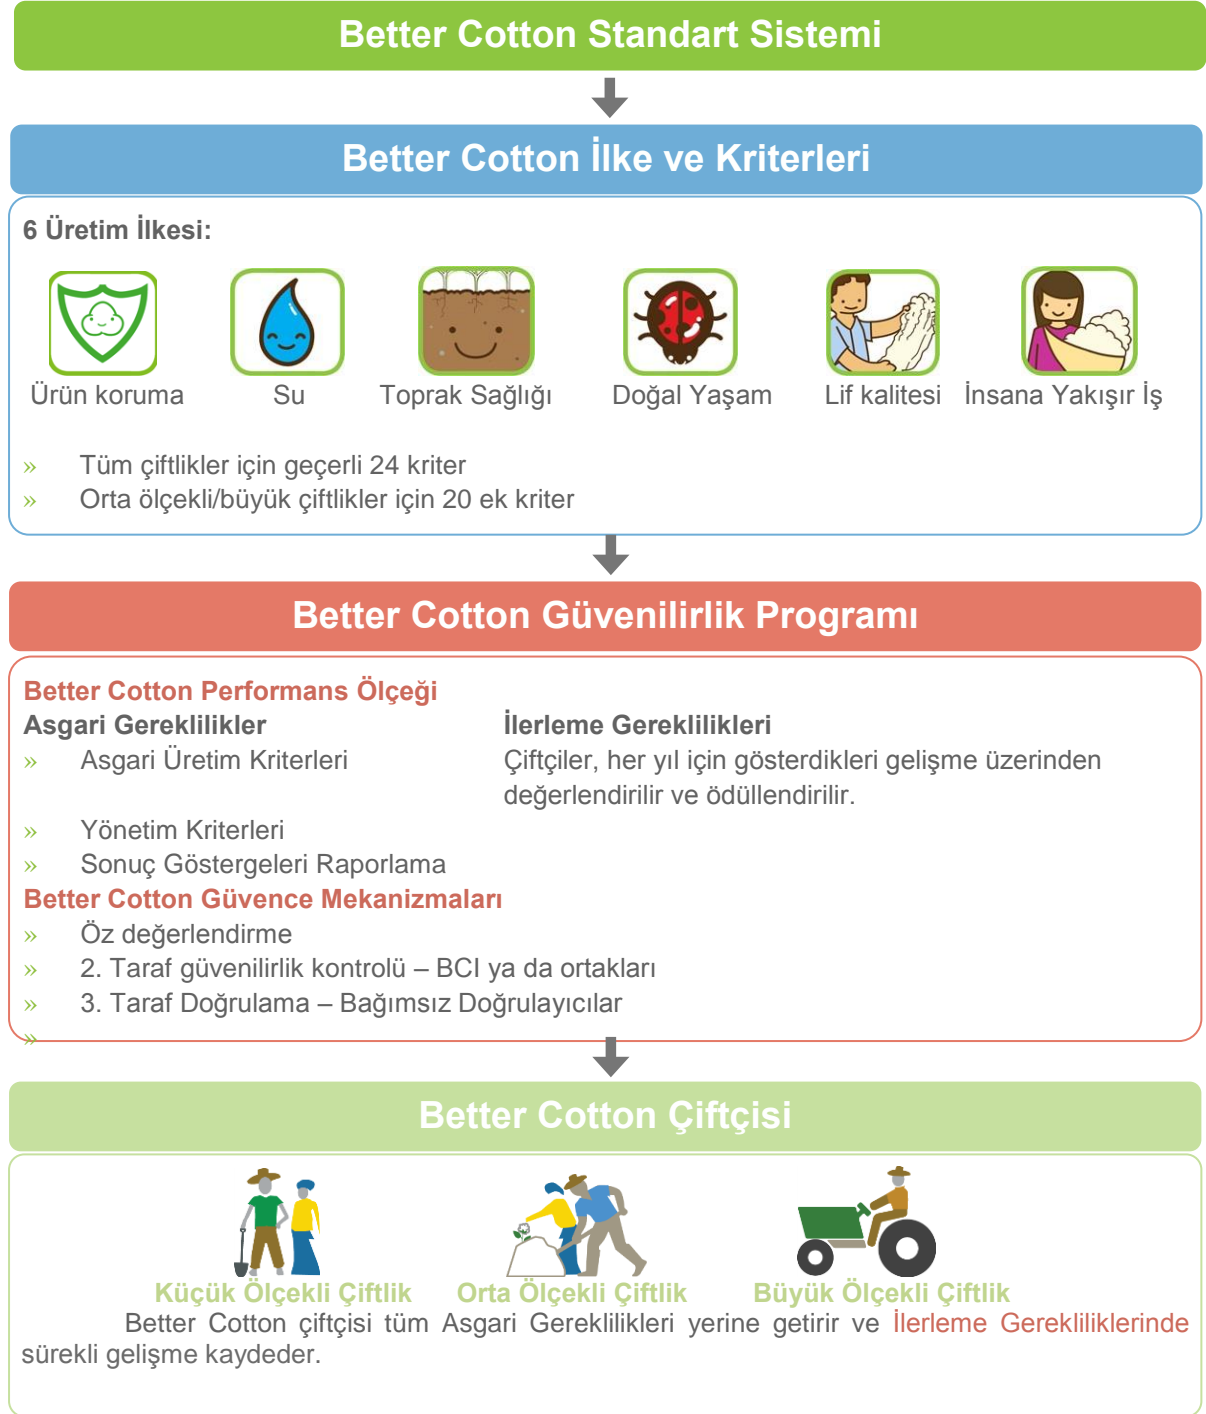 Better Cotton Standart Sistemi
Better Cotton İlke ve Kriterleri
6 Üretim İlkesi:
Ürün koruma Su Toprak Sağlığı Doğal Yaşam Lif kalitesi İnsana Yakışır İş
» Tüm çiftlikler için geçerli 24 kriter
» Orta ölçekli/büyük çiftlikler için 20 ek kriter
Better Cotton Güvenilirlik Programı
Better Cotton Performans Ölçeği
Asgari Gereklilikler İlerleme Gereklilikleri
» Asgari Üretim Kriterleri Çiftçiler, her yıl için gösterdikleri gelişme üzerinden
değerlendirilir ve ödüllendirilir.
» Yönetim Kriterleri
» Sonuç Göstergeleri Raporlama
Better Cotton Güvence Mekanizmaları
» Öz değerlendirme
» 2. Taraf güvenilirlik kontrolü – BCI ya da ortakları
» 3. Taraf Doğrulama – Bağımsız Doğrulayıcılar
»
Better Cotton Çiftçisi
Küçük Ölçekli Çiftlik Orta Ölçekli Çiftlik Büyük Ölçekli Çiftlik
Better Cotton çiftçisi tüm Asgari Gereklilikleri yerine getirir ve İlerleme Gerekliliklerinde
sürekli gelişme kaydeder.